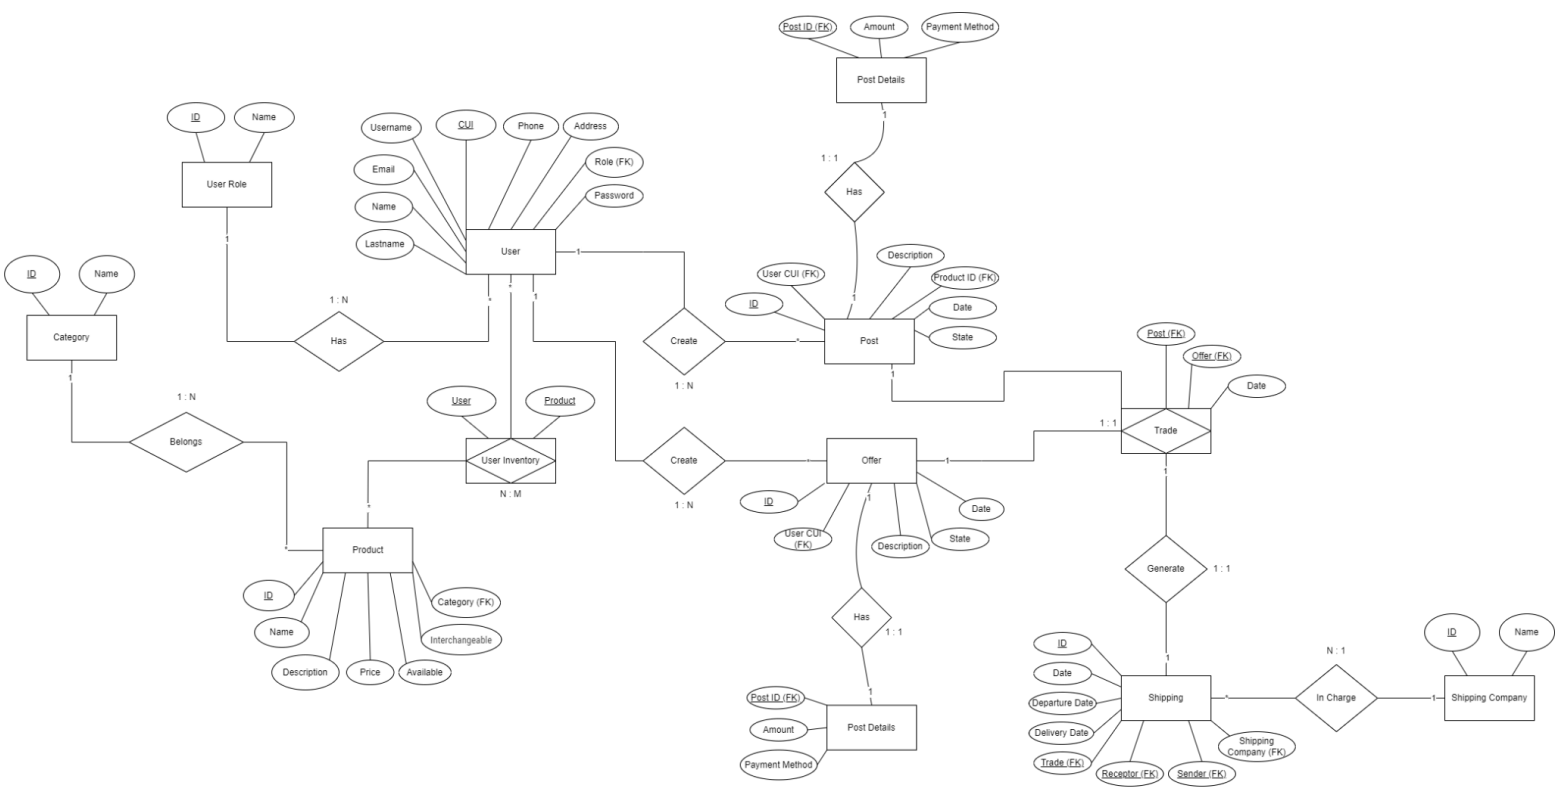 Post ID (FK)
Amount
Payment Method
Post Details
1
1 : 1
Has
1
ID
Name
User Role
1
1 : N
Has
*
Username
CUI
Phone
Address
Email
Role (FK)
Name
Password
Lastname
User
1
*
1
Create
1 : N
*
User CUI (FK)
Description
Product ID (FK)
ID
Date
State
Post
1
ID
Name
Category
1
1 : N
Belongs
*
User
Product
User Inventory
N : M
*
Product
ID
Name
Description
Price
Available
Category (FK)
Interchangeable
Create
1 : N
*
Offer
1
ID
User CUI
(FK)
Description
State
Date
1
Has
1 : 1
1
Post ID (FK)
Amount
Payment Method
Post Details
Post (FK)
Offer (FK)
Date
1 : 1
Trade
1
Generate
1 : 1
1
ID
Date
Departure Date
Delivery Date
Trade (FK)
Receptor (FK)
Sender (FK)
Shipping
Company (FK)
Shipping
*
N : 1
In Charge
1
ID
Name
Shipping Company